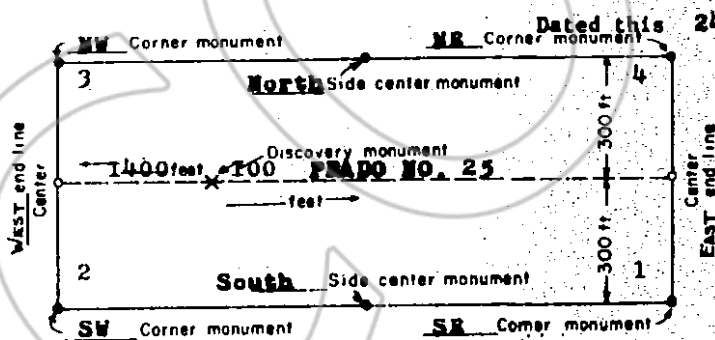 Dated this 2
NW Corner monument NE Corner monument
3 4
North Side center monument
300 ft
Discovery monument
1400 feet 100 PRADO NO. 25
feet
WEST end line
Center
Center
EAST end line
300 ft
2 1
South Side center monument
SW Corner monument SE Corner monument